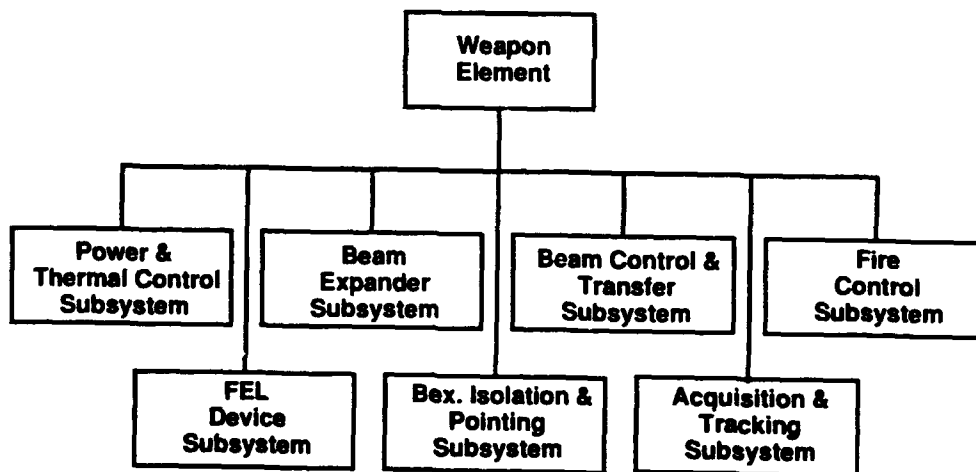 Weapon
Element
Power &
Thermal Control
Subsystem
Beam
Expander
Subsystem
Beam Control &
Transfer
Subsystem
Fire
Control
Subsystem
FEL
Device
Subsystem
Bex. Isolation &
Pointing
Subsystem
Acquisition &
Tracking
Subsystem